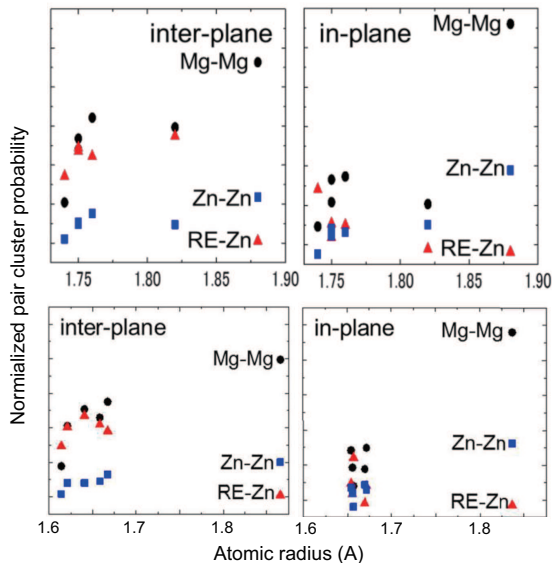 Normialized pair cluster probability
inter-plane
Mg-Mg
Zn-Zn
RE-Zn
1.75 1.80 1.85 1.90
in-plane
Mg-Mg
Zn-Zn
RE-Zn
1.75 1.80 1.85 1.90
inter-plane
Mg-Mg
Zn-Zn
RE-Zn
1.6 1.7 1.8
in-plane
Mg-Mg
Zn-Zn
RE-Zn
1.6 1.7 1.8
Atomic radius (A)